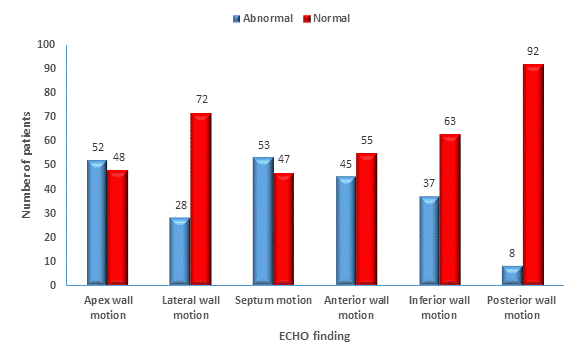 Abnormal Normal
100
90
80
70
60
50
40
30
20
10
0
Number of patients
52 48 28 72 53 47 45 55 37 63 8 92
Apex wall motion
Lateral wall motion
Septum motion
Anterior wall motion
Inferior wall motion
Posterior wall motion
ECHO finding